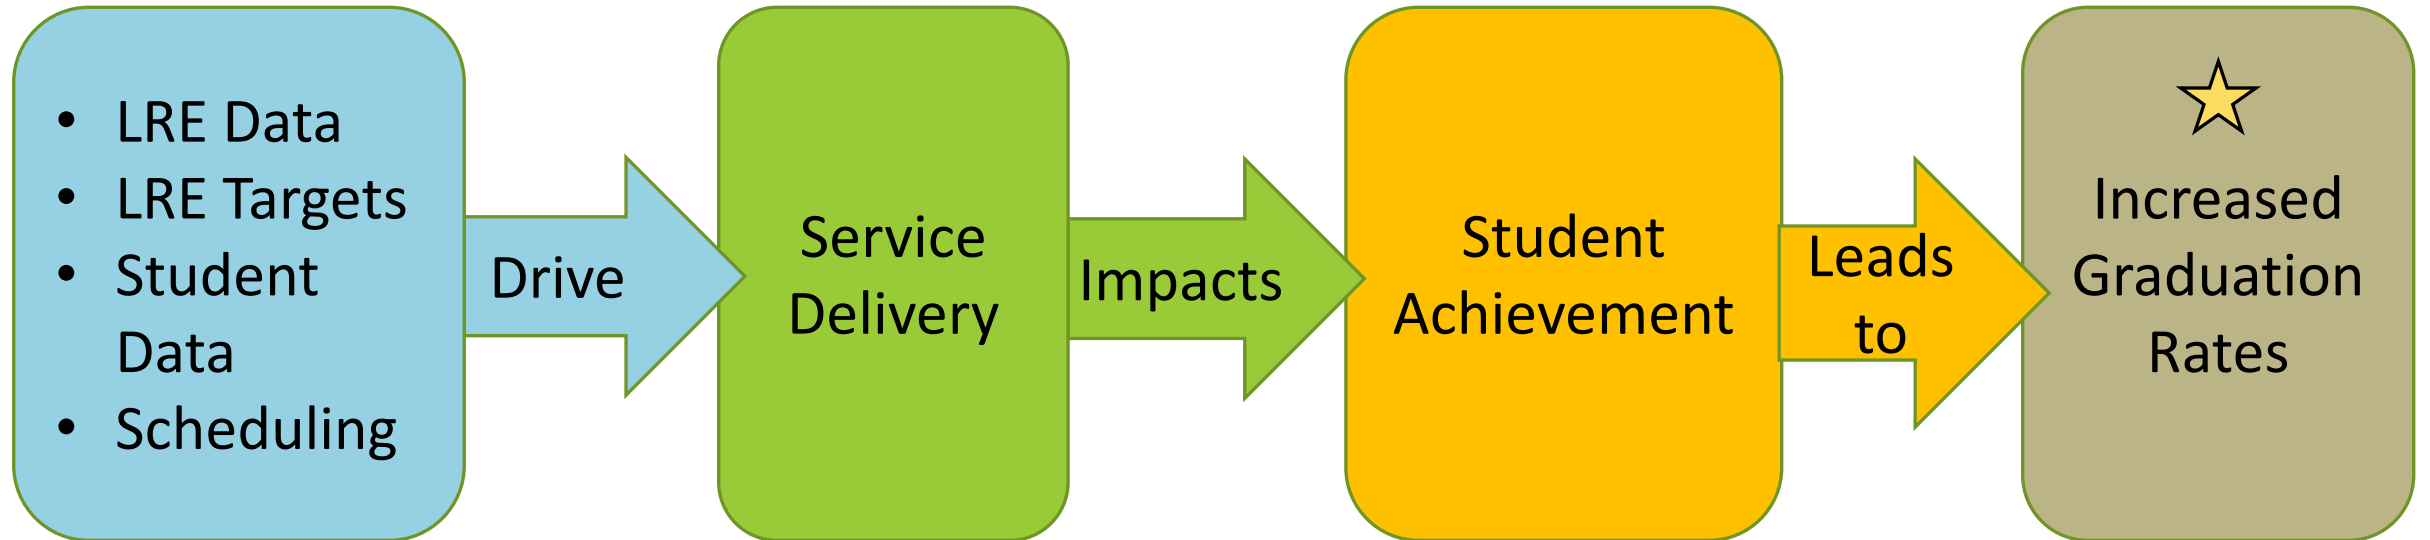 • LRE Data
• LRE Targets
• Student
Data
• Scheduling
Drive
Service
Delivery
Impacts
Student
Achievement
Leads
to
Increased
Graduation
Rates